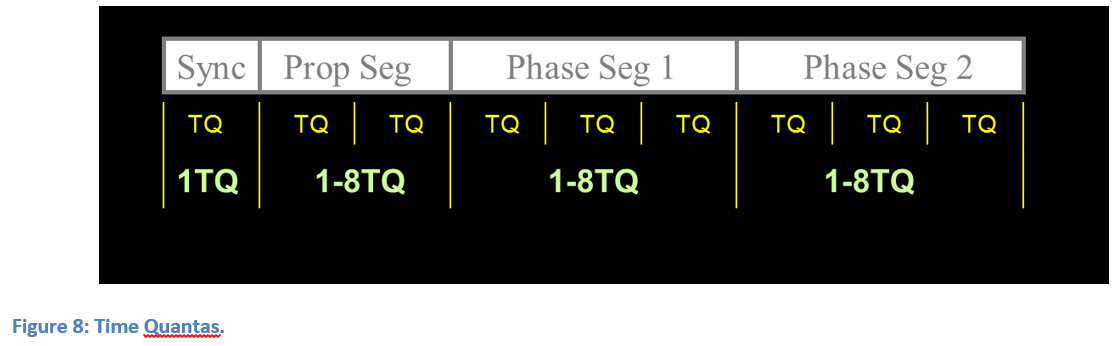 Sync Prop Seg Phase Seg 1 Phase Seg 2
TQ TQ TQ TQ TQ TQ TQ TQ TQ
1TQ 1-8TQ 1-8TQ 1-8TQ
Figure 8: Time Quantas.